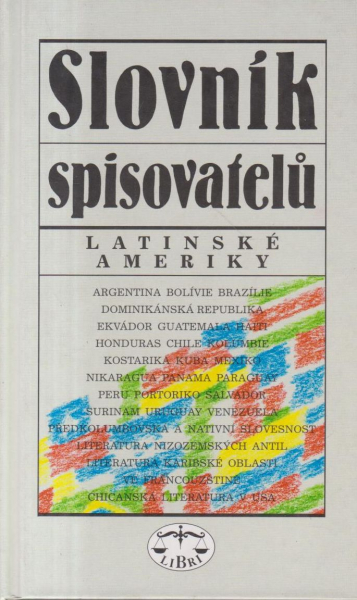 Slovník
spisovatelů
LATINSKÉ
AMERIKY
ARGENTINA BOLÍVIE BRAZÍLIE
DOMINIKÁNSKÁ REPUBLIKA
EKVÁDOR GUATEMALA HAITI
HONDURAS CHILE KOLUMBIE
KOSTARIKA KUBA MEXIKO
NIKARAGUA PANAMA PARAGUAY
PERU PORTORIKO SALVADOR
SURINAM URUGUAY VENEZUELA
PŘEDKOLUMBOVSKÁ A NATIVNÍ SLOVESNOST
LITERATURA NIZOZEMSKÝCH ANTIL
LITERATURA KARIBSKÉ OBLASTI
VE FRANCOUZŠTINĚ
CHICANSKÁ LITERATURA V USA
LIBRI